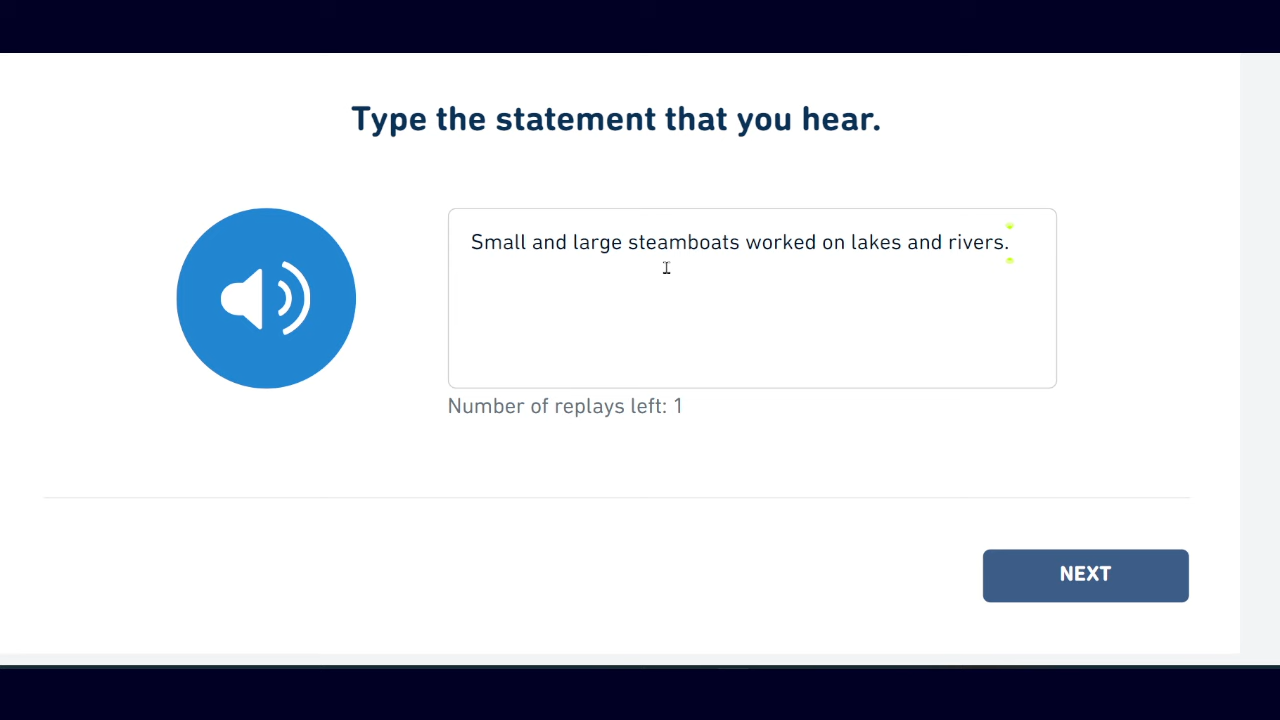 Type the statement that you hear.
Small and large steamboats worked on lakes and rivers.
Number of replays left: 1
NEXT